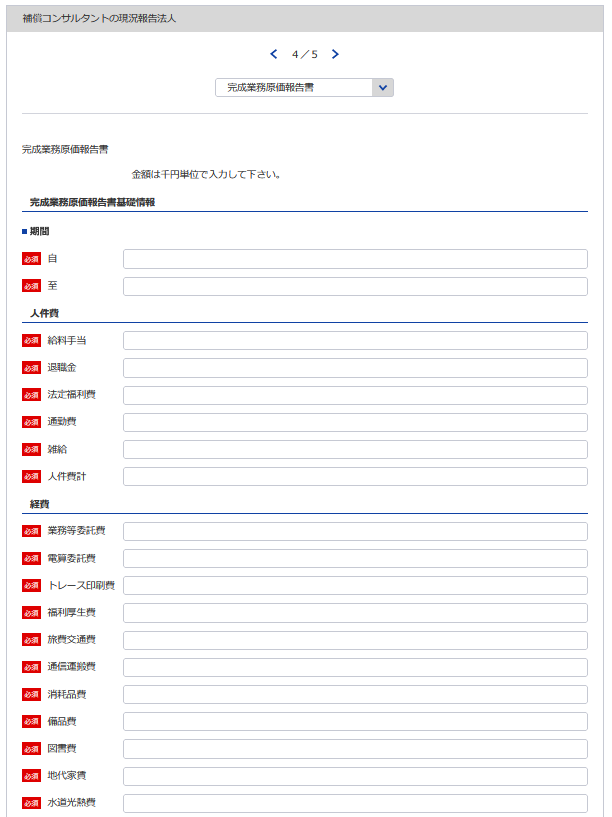 補償コンサルタントの現況報告法人
4／5
完成業務原価報告書
完成業務原価報告書
金額は千円単位で入力して下さい。
完成業務原価報告書基礎情報
期間
必須 自
必須 至
人件費
必須 給料手当
必須 退職金
必須 法定福利費
必須 通勤費
必須 雑給
必須 人件費計
経費
必須 業務等委託費
必須 電算委託費
必須 トレース印刷費
必須 福利厚生費
必須 旅費交通費
必須 通信運搬費
必須 消耗品費
必須 備品費
必須 図書費
必須 地代家賃
必須 水道光熱費